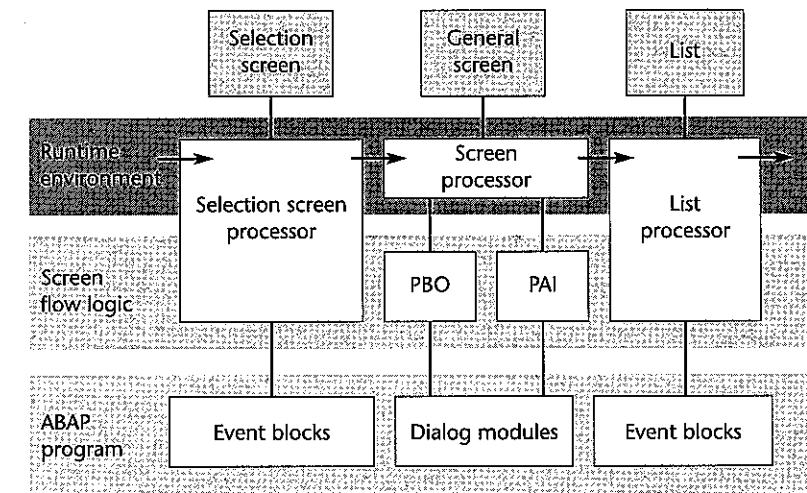 Selection
screen
General
screen
List
Runtime
environment
Selection screen
processor
Screen
processor
List
processor
Screen
flow logic
PBO
PAI
ABAP
program
Event blocks
Dialog modules
Event blocks